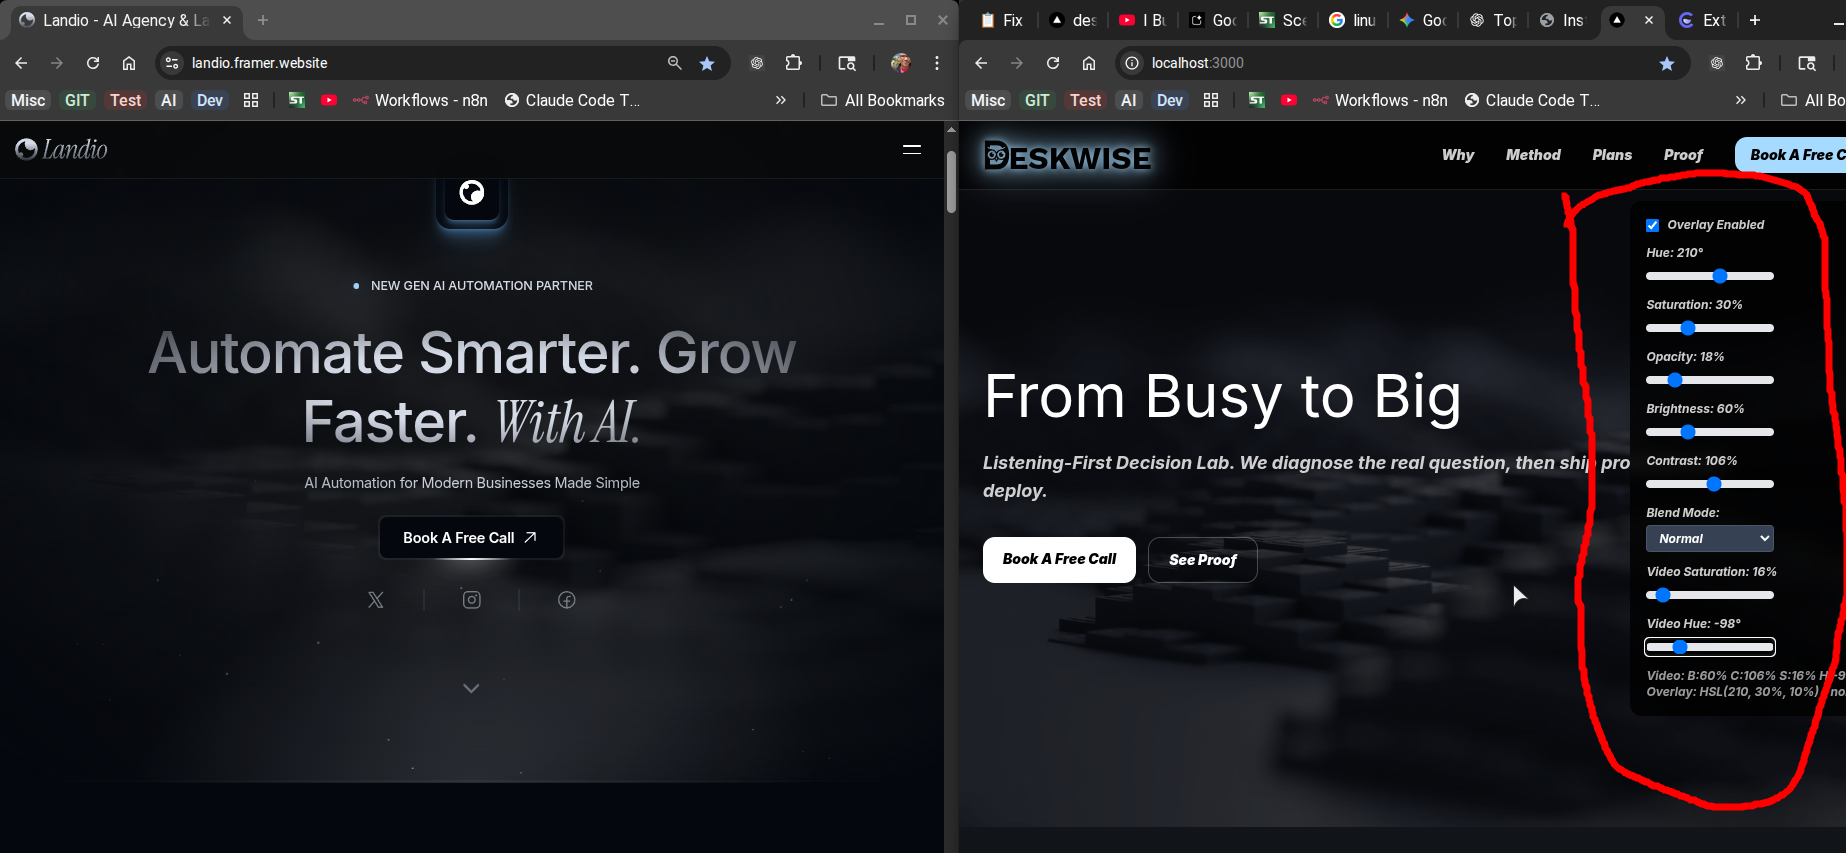 Landio - AI Agency & La
landio.framer.website
Misc GIT Test AI Dev Workflows - n8n Claude Code T... All Bookmarks
Landio
NEW GEN AI AUTOMATION PARTNER
Automate Smarter. Grow
Faster. With AI.
AI Automation for Modern Businesses Made Simple
Book A Free Call
Fix des I Bu Goo Sce linu Goo Top Ins Ext
localhost:3000
Misc GIT Test AI Dev Workflows - n8n Claude Code T... All Bo
DESKWISE
Why Method Plans Proof Book A Free C
From Busy to Big
Listening-First Decision Lab. We diagnose the real question, then ship pro
deploy.
Book A Free Call See Proof
Overlay Enabled
Hue: 210°
Saturation: 30%
Opacity: 18%
Brightness: 60%
Contrast: 106%
Blend Mode:
Normal
Video Saturation: 16%
Video Hue: -98°
Video: B:60% C:106% S:16% H:-9
Overlay: HSL(210, 30%, 10%) no